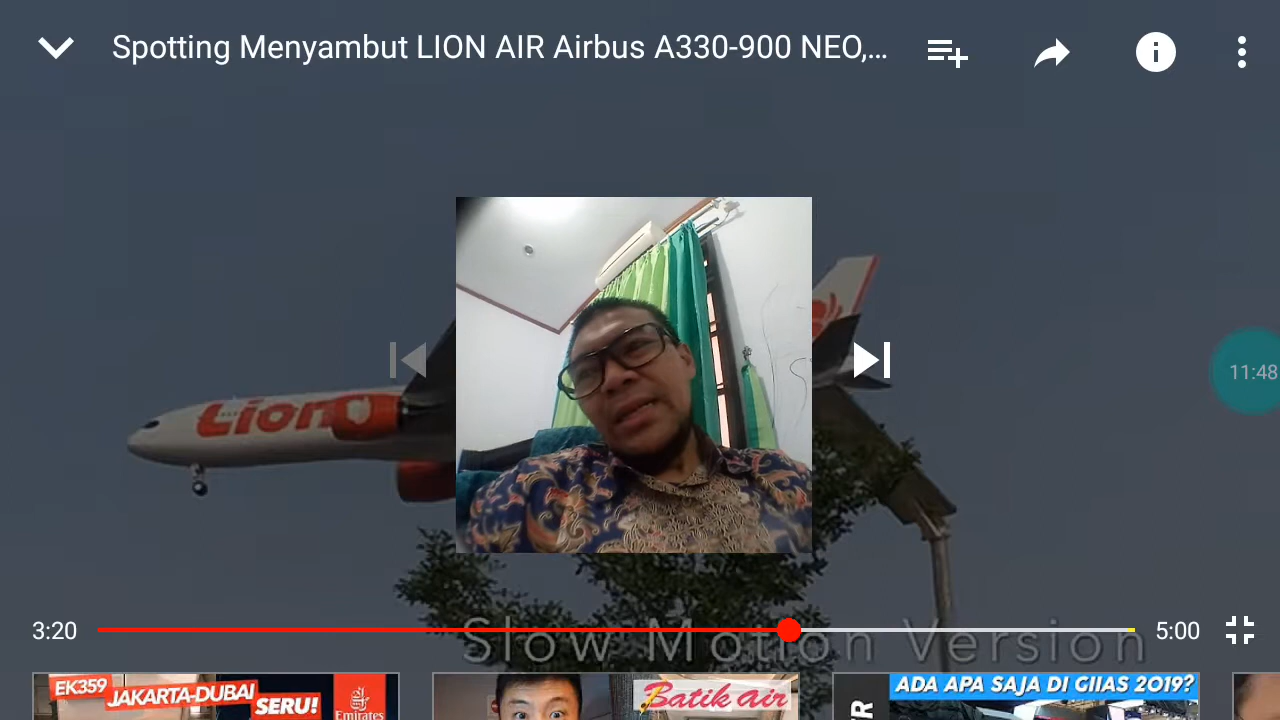 Spotting Menyambut LION AIR Airbus A330-900 NEO,...
Lion
11:48
3:20
5:00
Slow Motion Version
EK359
JAKARTA-DUBAI
SERU!
Emirates
Batik air
ADA APA SAJA DI GIIAS 2019?